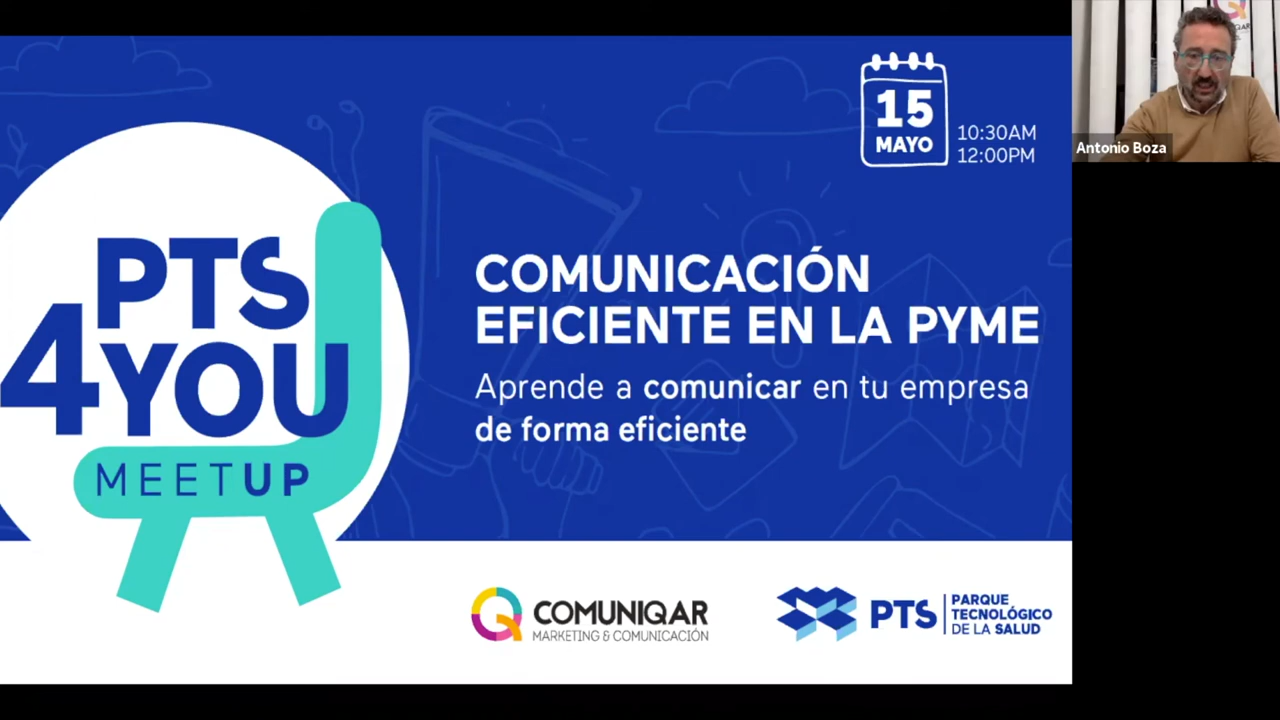 15
MAYO
10:30AM
12:00PM
PTS
4YOU
MEETUP
COMUNICACIÓN
EFICIENTE EN LA PYME
Aprende a comunicar en tu empresa
de forma eficiente
COMUNIQAR
MARKETING & COMUNICACIÓN
PTS
PARQUE
TECNOLÓGICO
DE LA SALUD
Antonio Boza